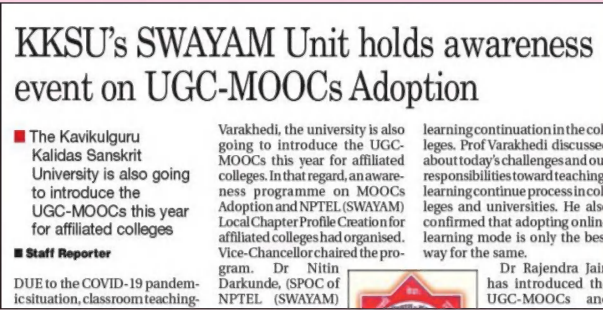 KKSU's SWAYAM Unit holds awareness
event on UGC-MOOCs Adoption
The Kavikulguru
Kalidas Sanskrit
University is also going
to introduce the
UGC-MOOCs this year
for affiliated colleges
Staff Reporter
DUE to the COVID-19 pandem-
ic situation, classroom teaching-
Varakhedi, the university is also
going to introduce the UGC-
MOOCs this year for affiliated
colleges. In that regard, an aware-
ness programme on MOOCs
Adoption and NPTEL (SWAYAM)
Local Chapter Profile Creation for
affiliated colleges had organised.
Vice-Chancellor chaired the pro-
gram. Dr Nitin
Darkunde, (SPOC of
NPTEL (SWAYAM)
learning continuation in the col
leges. Prof Varakhedi discussed
about today's challenges and ou
responsibilities toward teaching
learning continue process in col
leges and universities. He also
confirmed that adopting onlin
learning mode is only the bes
way for the same.
Dr Rajendra Jain
has introduced th
UGC-MOOCs and